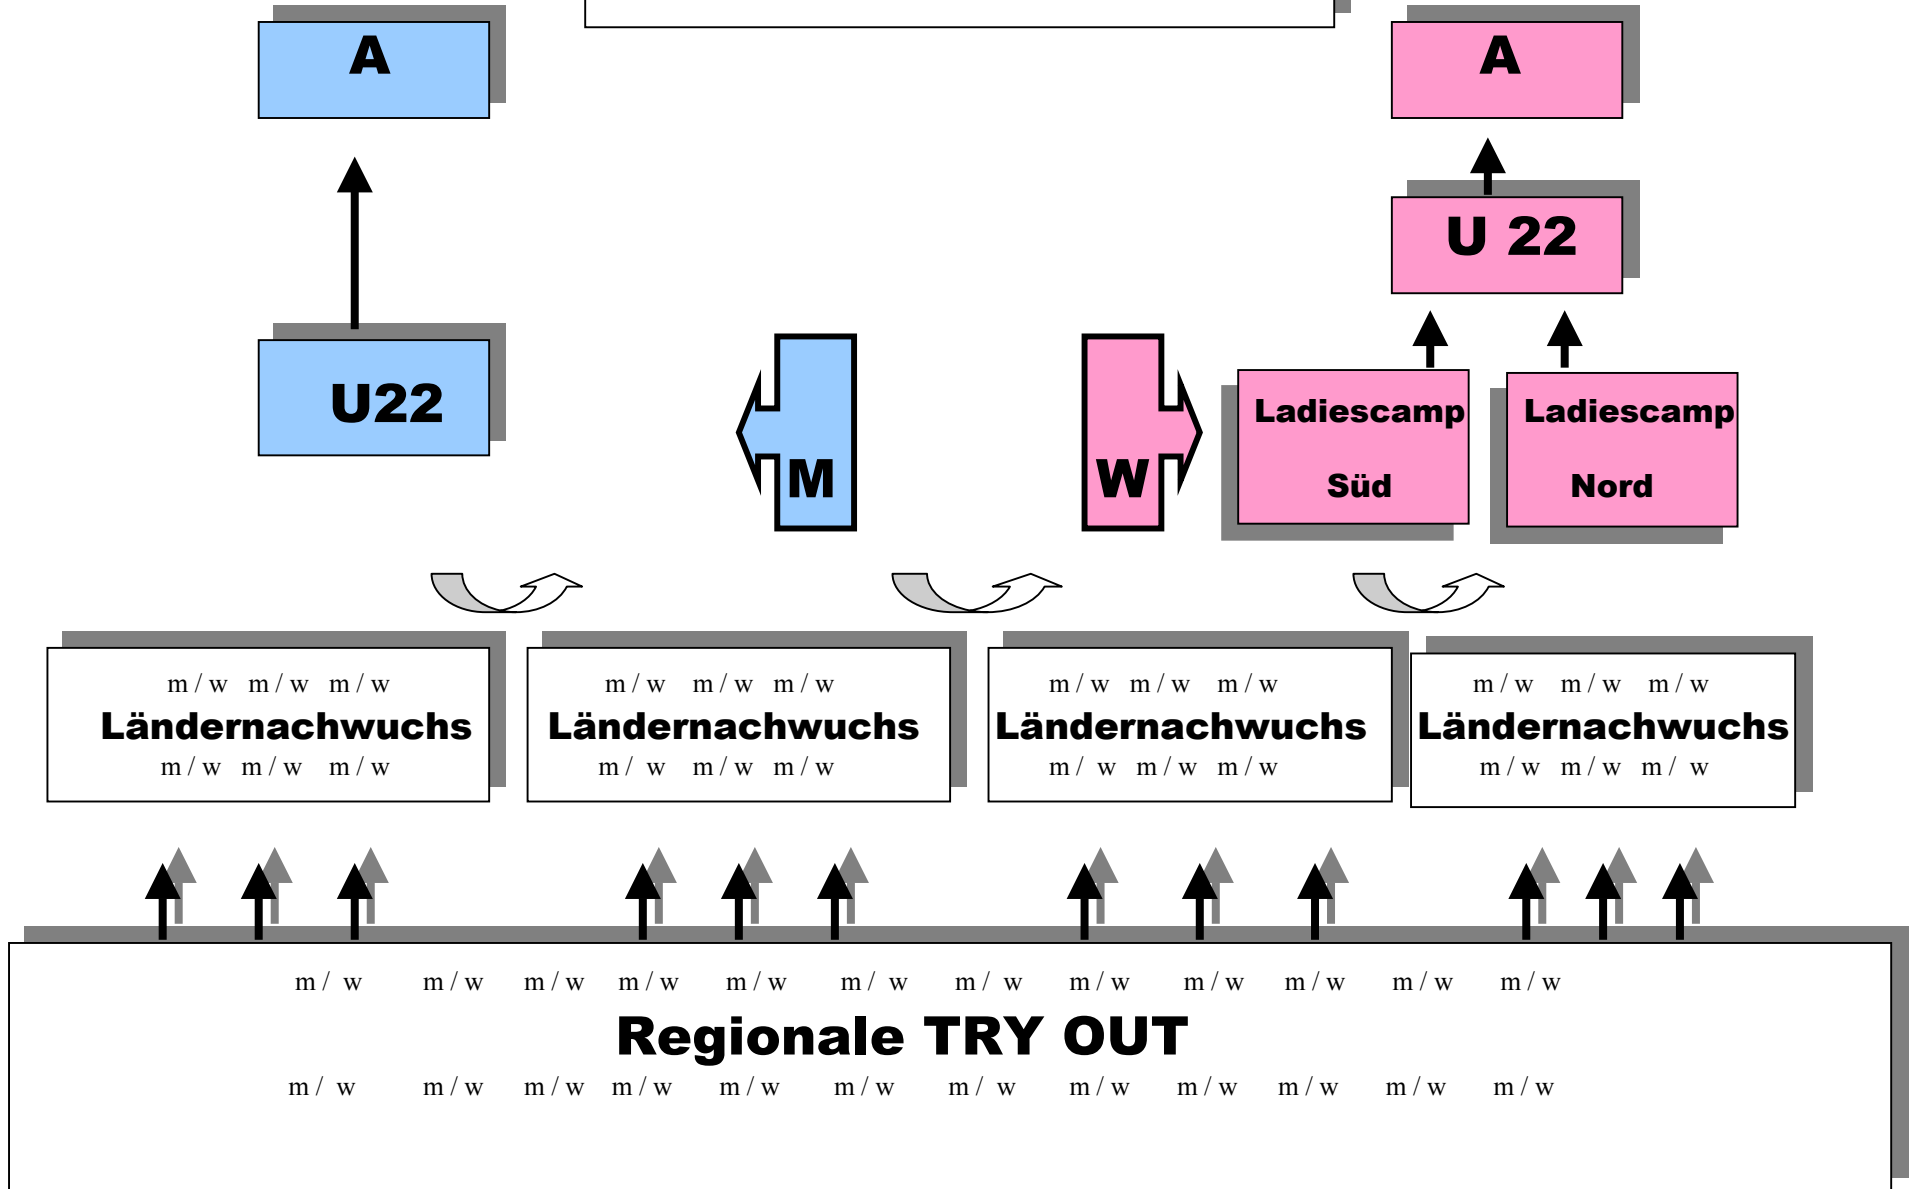 A
A
U 22
U22
M
W
Ladiescamp
Süd
Ladiescamp
Nord
m / w m / w m / w
Ländernachwuchs
m / w m / w m / w
m / w m / w m / w
Ländernachwuchs
m / w m / w m / w
m / w m / w m / w
Ländernachwuchs
m / w m / w m / w
m / w m / w m / w
Ländernachwuchs
m / w m / w m / w
m / w m / w m / w m / w m / w m / w m / w m / w m / w m / w m / w m / w
Regionale TRY OUT
m / w m / w m / w m / w m / w m / w m / w m / w m / w m / w m / w m / w